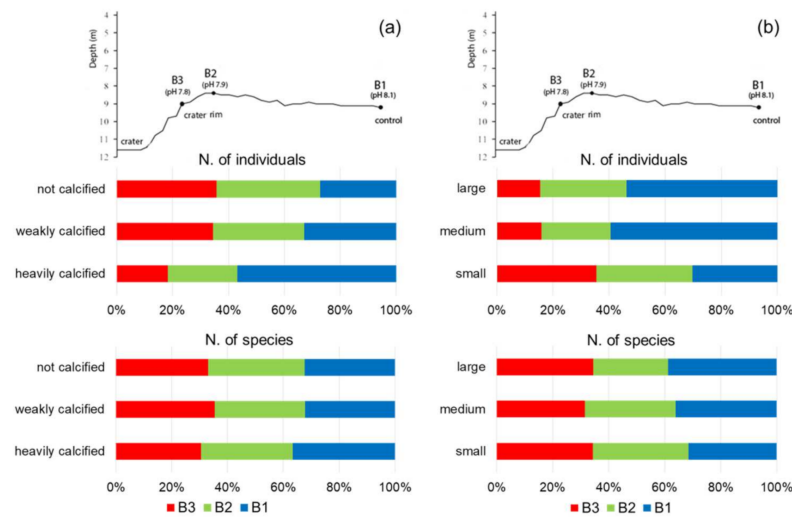 (a)
Depth (m)
4
5
6
7
8
9
10
11
12
B3
(pH 7.8)
B2
(pH 7.9)
B1
(pH 8.1)
crater rim
control
crater
N. of individuals
not calcified
weakly calcified
heavily calcified
0% 20% 40% 60% 80% 100%
N. of species
not calcified
weakly calcified
heavily calcified
0% 20% 40% 60% 80% 100%
B3 B2 B1
(b)
Depth (m)
4
5
6
7
8
9
10
11
12
B3
(pH 7.8)
B2
(pH 7.9)
B1
(pH 8.1)
crater rim
control
crater
N. of individuals
large
medium
small
0% 20% 40% 60% 80% 100%
N. of species
large
medium
small
0% 20% 40% 60% 80% 100%
B3 B2 B1